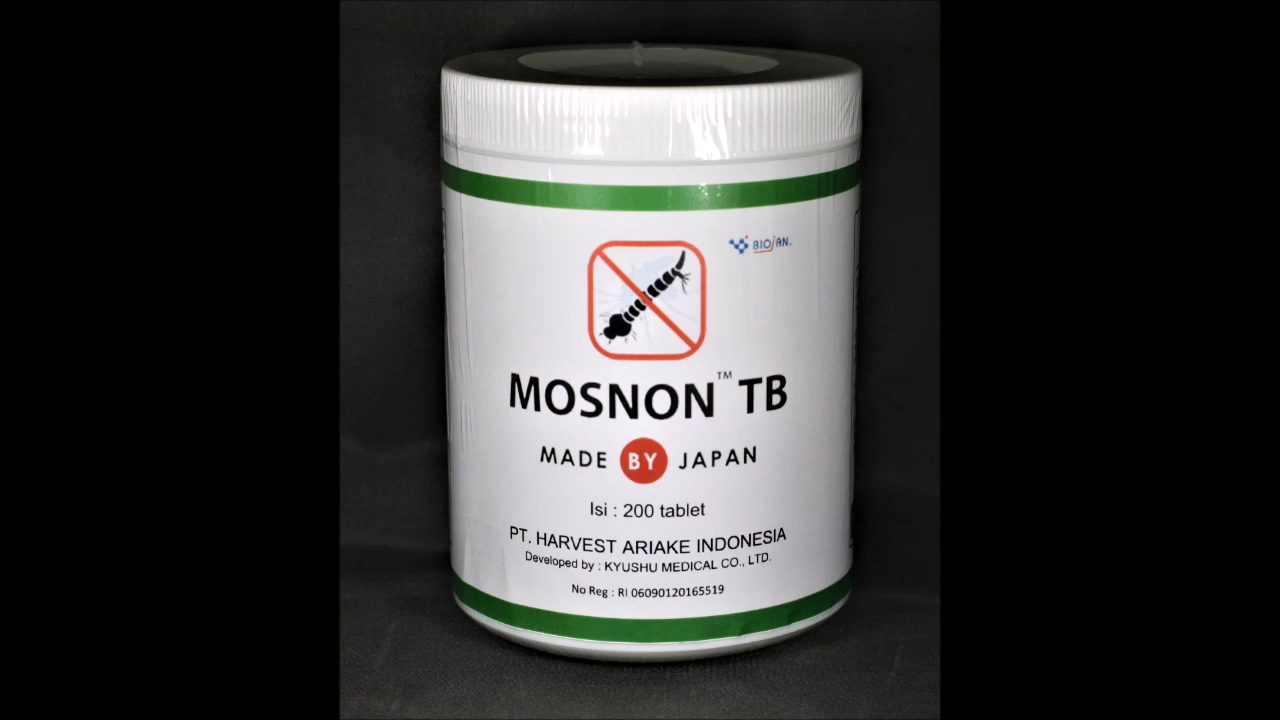 BIOJAN
MOSNON™ TB
MADE BY JAPAN
Isi : 200 tablet
PT. HARVEST ARIAKE INDONESIA
Developed by : KYUSHU MEDICAL CO., LTD.
No Reg : RI 06090120165519